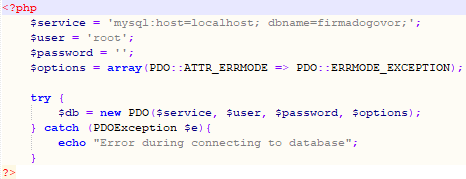 <?php
    $service = 'mysql:host=localhost; dbname=firmadogovor;';
    $user = 'root';
    $password = '';
    $options = array(PDO::ATTR_ERRMODE => PDO::ERRMODE_EXCEPTION);

    try {
        $db = new PDO($service, $user, $password, $options);
    } catch (PDOException $e){
        echo "Error during connecting to database";
    }
?>